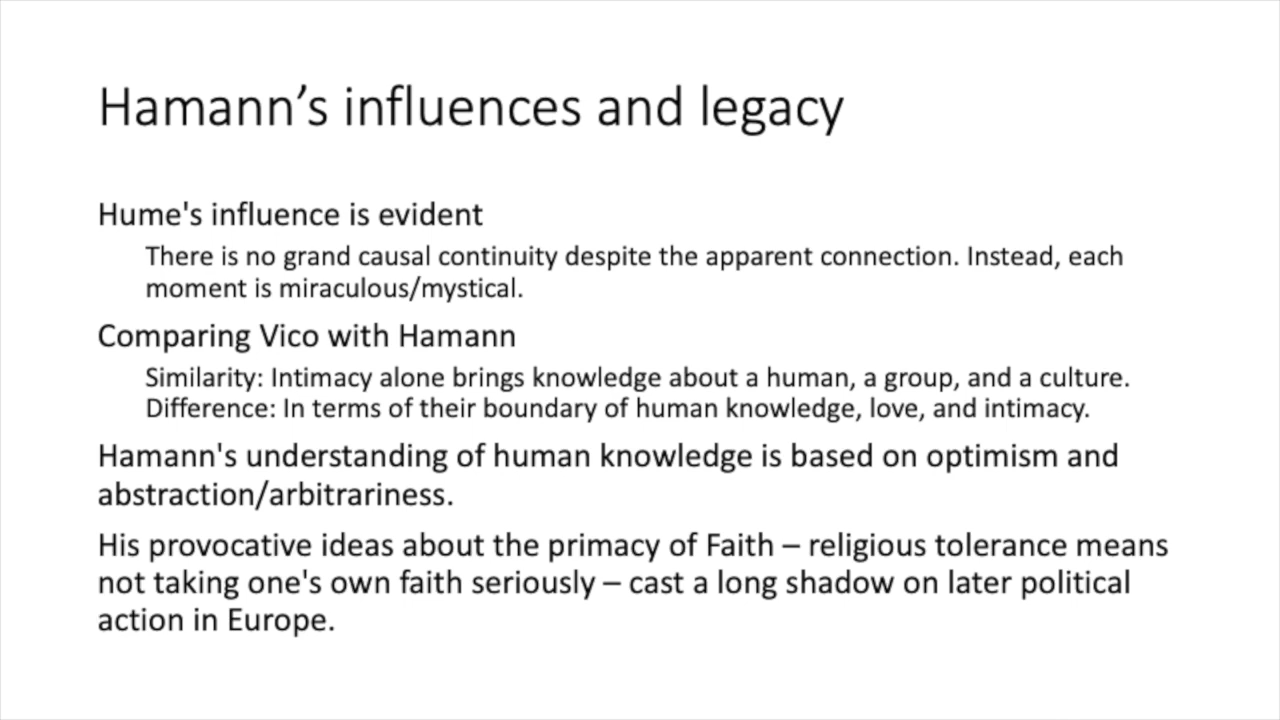 Hamann’s influences and legacy
Hume's influence is evident
There is no grand causal continuity despite the apparent connection. Instead, each
moment is miraculous/mystical.
Comparing Vico with Hamann
Similarity: Intimacy alone brings knowledge about a human, a group, and a culture.
Difference: In terms of their boundary of human knowledge, love, and intimacy.
Hamann's understanding of human knowledge is based on optimism and
abstraction/arbitrariness.
His provocative ideas about the primacy of Faith – religious tolerance means
not taking one's own faith seriously – cast a long shadow on later political
action in Europe.